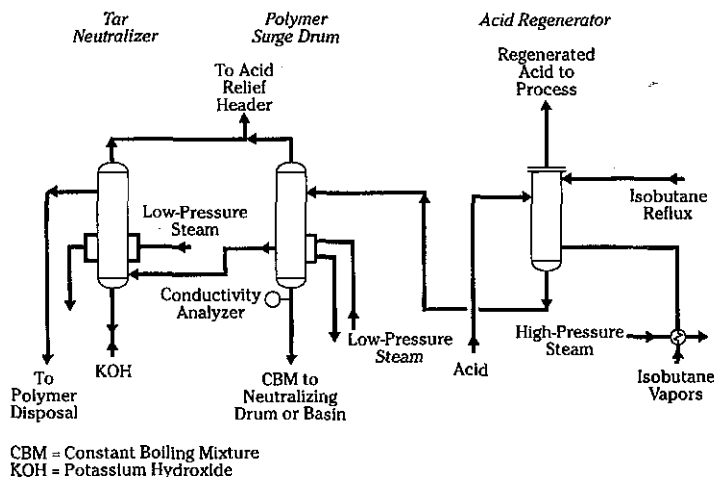 Tar
Neutralizer
Polymer
Surge Drum
Acid Regenerator
To Acid
Relief
Header
Regenerated
Acid to
Process
Low-Pressure
Steam
Isobutane
Reflux
Conductivity
Analyzer
Low-Pressure
Steam
High-Pressure
Steam
To
Polymer
Disposal
KOH
CBM to
Neutralizing
Drum or Basin
Acid
Isobutane
Vapors
CBM = Constant Boiling Mixture
KOH = Potassium Hydroxide